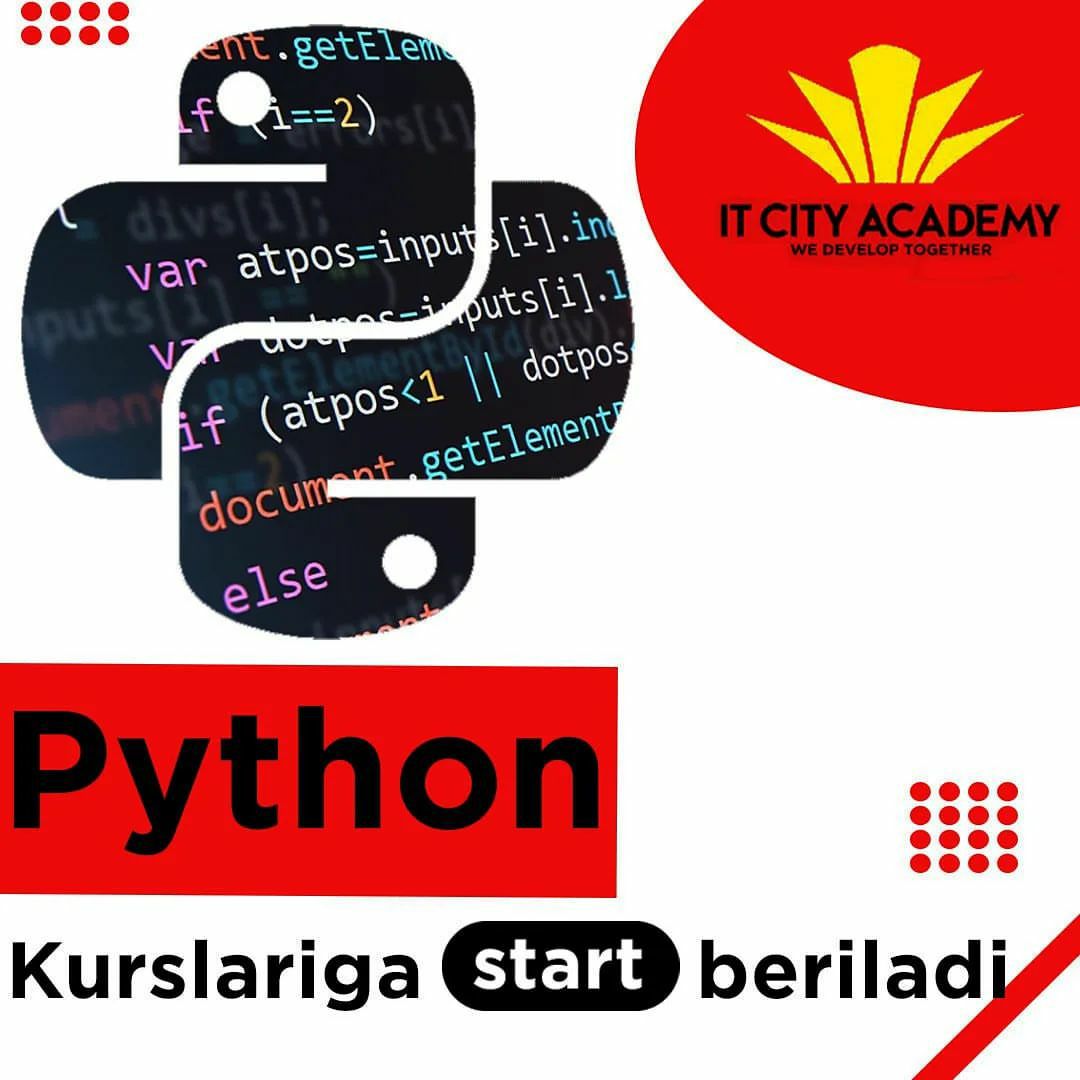 ent.getEleme
if (i==2)
divs[i];
var atpos=inputs[i].ind
var dotpos=inputs[i].l
if (atpos<1 || dotpos<
document.getElement
else
IT CITY ACADEMY
WE DEVELOP TOGETHER
Python
Kurslariga start beriladi